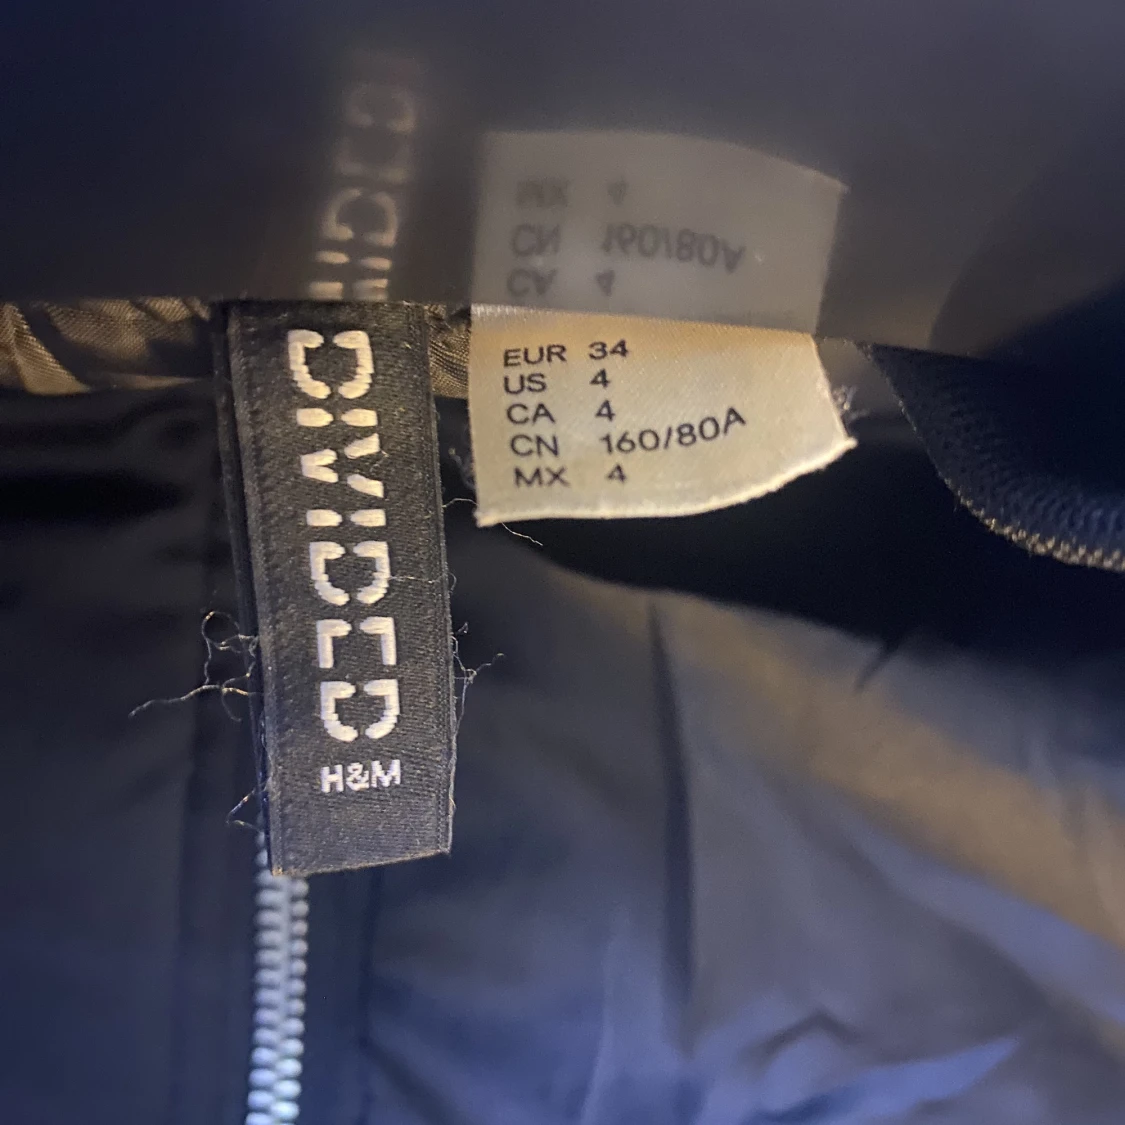 DIVIDED
H&M
EUR 34
US 4
CA 4
CN 160/80A
MX 4